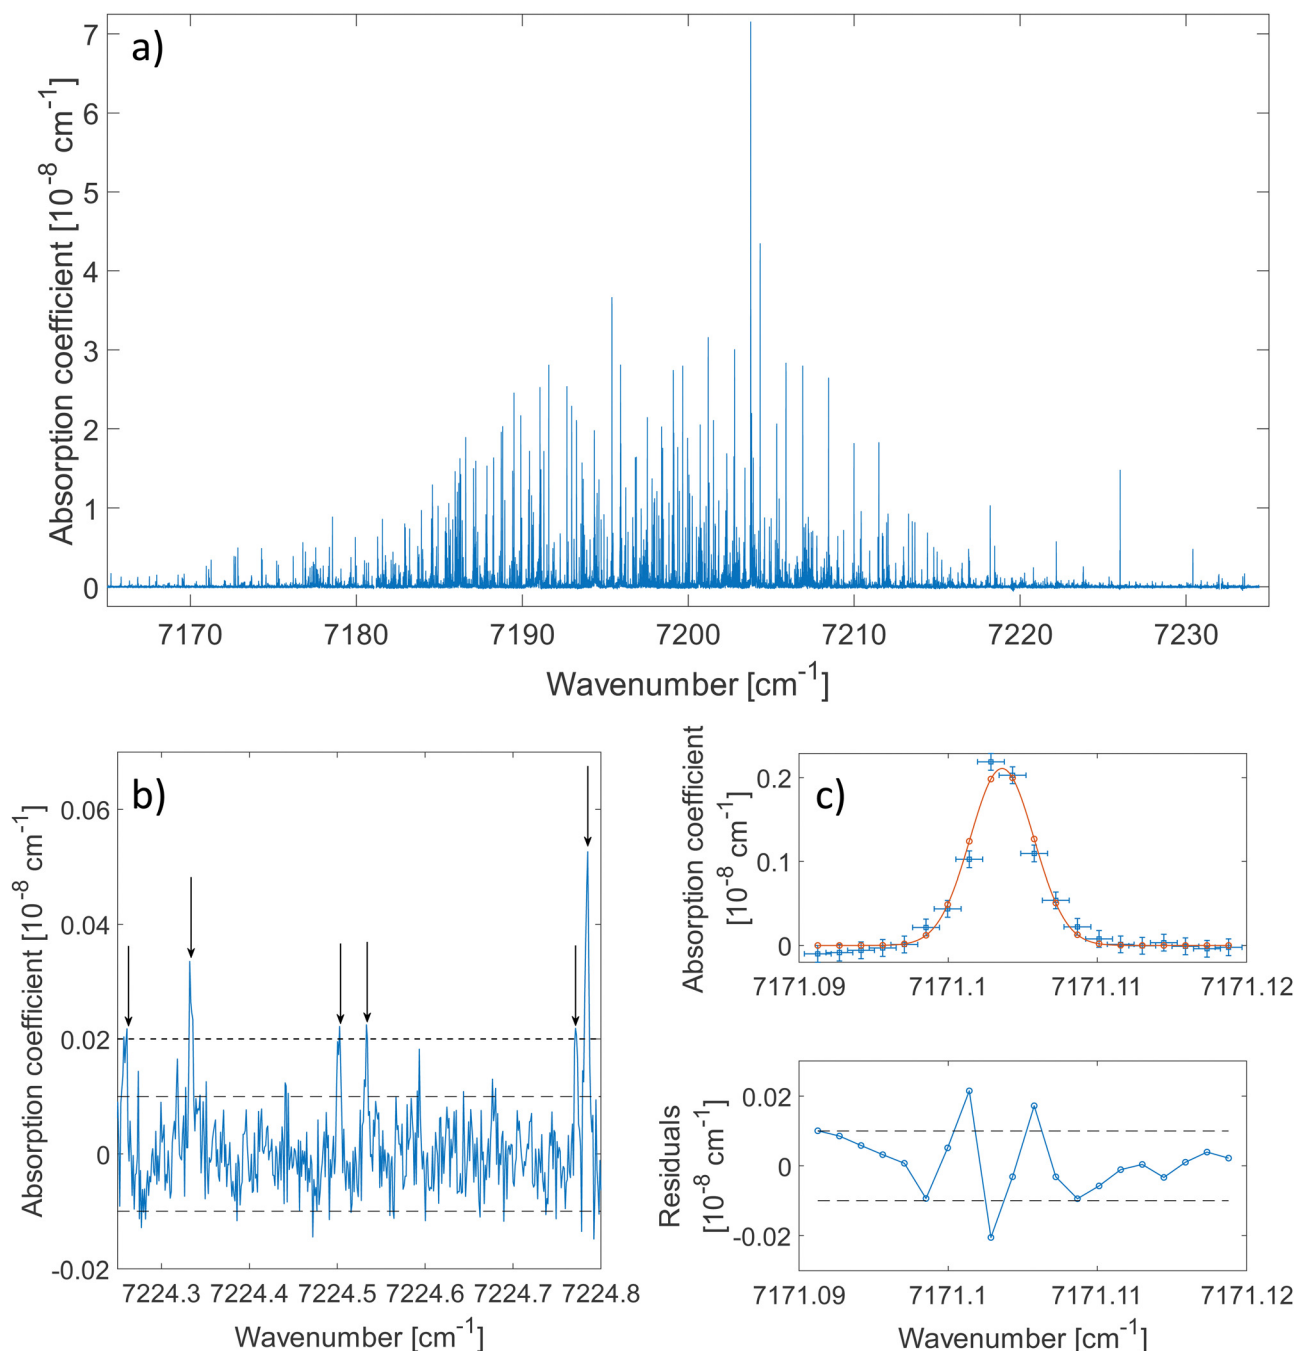 a)
Absorption coefficient [10^-8 cm^-1]
7
6
5
4
3
2
1
0
7170 7180 7190 7200 7210 7220 7230
Wavenumber [cm^-1]
b)
Absorption coefficient [10^-8 cm^-1]
0.06
0.04
0.02
0
-0.02
7224.3 7224.4 7224.5 7224.6 7224.7 7224.8
Wavenumber [cm^-1]
c)
Absorption coefficient
[10^-8 cm^-1]
0.2
0.1
0
7171.09 7171.1 7171.11 7171.12
Residuals
[10^-8 cm^-1]
0.02
0
-0.02
7171.09 7171.1 7171.11 7171.12
Wavenumber [cm^-1]